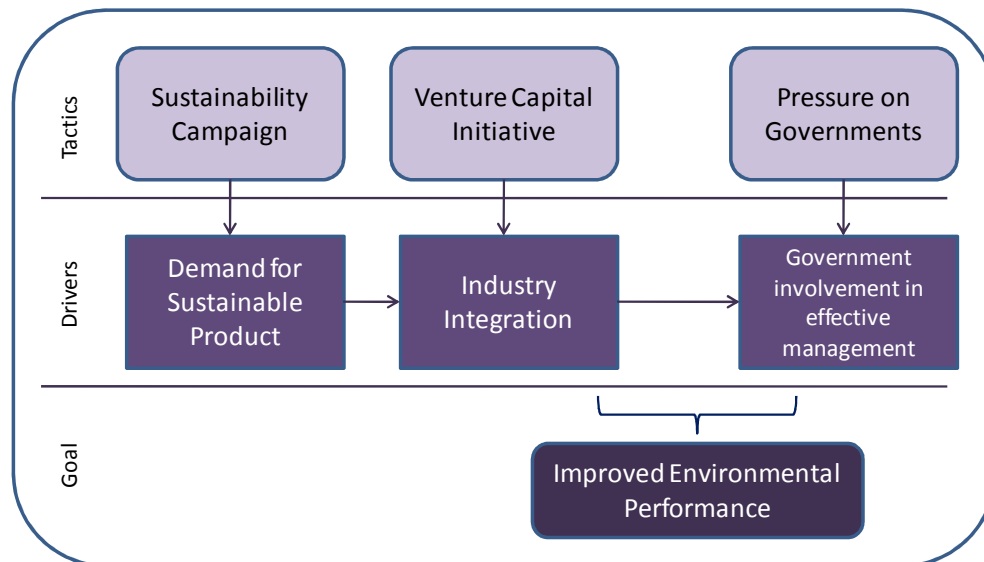 Tactics
Sustainability
Campaign
Venture Capital
Initiative
Pressure on
Governments
Drivers
Demand for
Sustainable
Product
Industry
Integration
Government
involvement in
effective
management
Goal
Improved Environmental
Performance